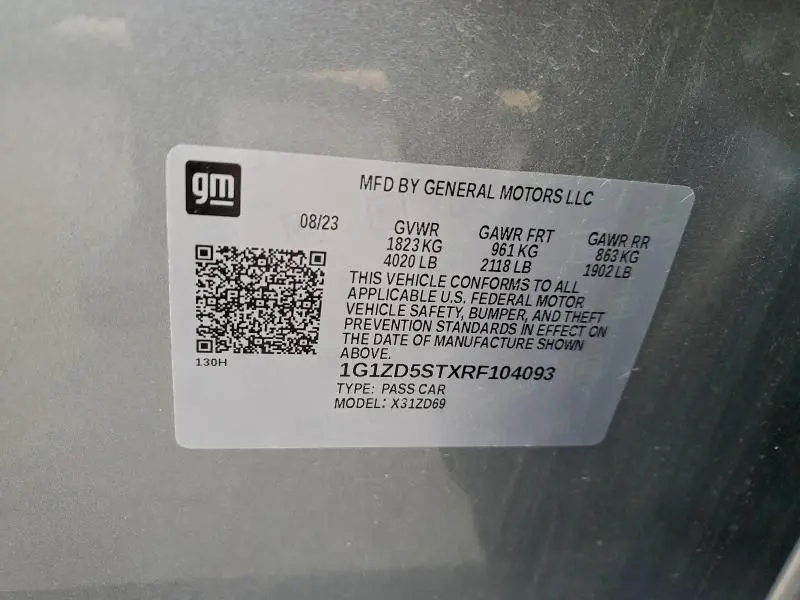 gm
MFD BY GENERAL MOTORS LLC
08/23
GVWR GAWR FRT GAWR RR
1823 KG 961 KG 863 KG
4020 LB 2118 LB 1902 LB
THIS VEHICLE CONFORMS TO ALL
APPLICABLE U.S. FEDERAL MOTOR
VEHICLE SAFETY, BUMPER, AND THEFT
PREVENTION STANDARDS IN EFFECT ON
THE DATE OF MANUFACTURE SHOWN
ABOVE.
130H
1G1ZD5STXRF104093
TYPE: PASS CAR
MODEL: X31ZD69